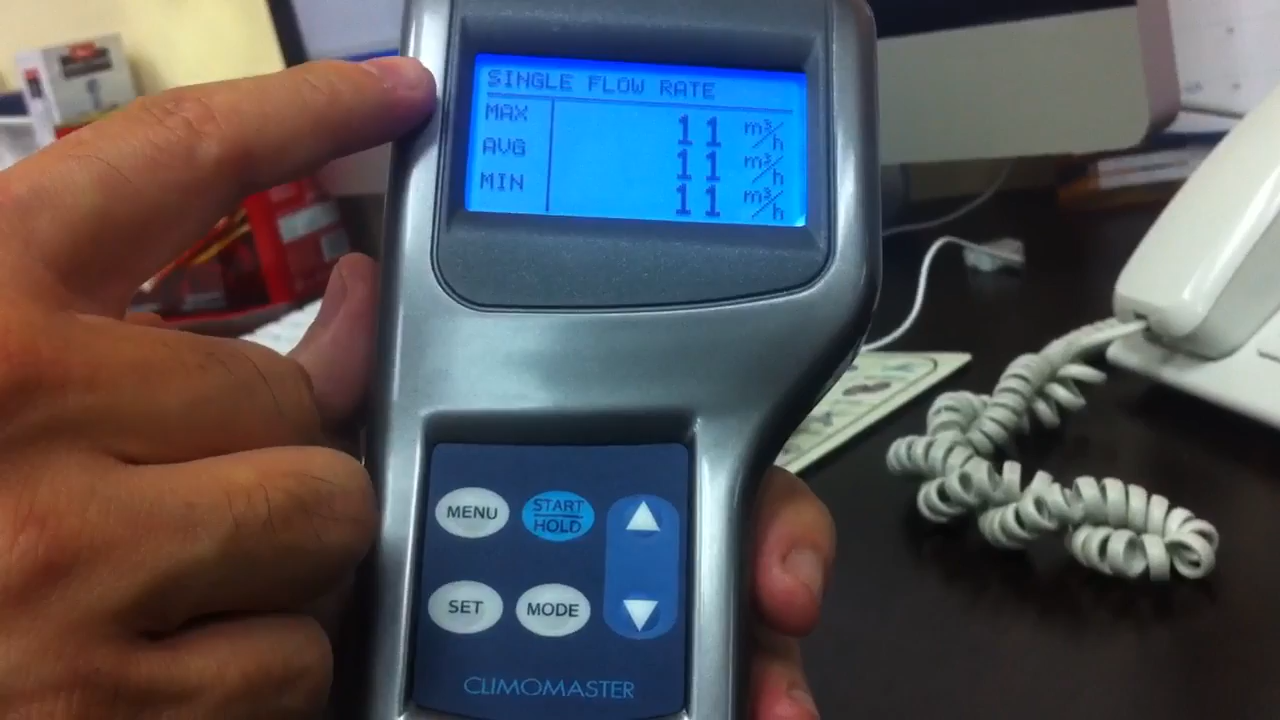 SINGLE FLOW RATE
MAX 11 m³/h
AVG 11 m³/h
MIN 11 m³/h
MENU START HOLD
SET MODE
CLIMOMASTER